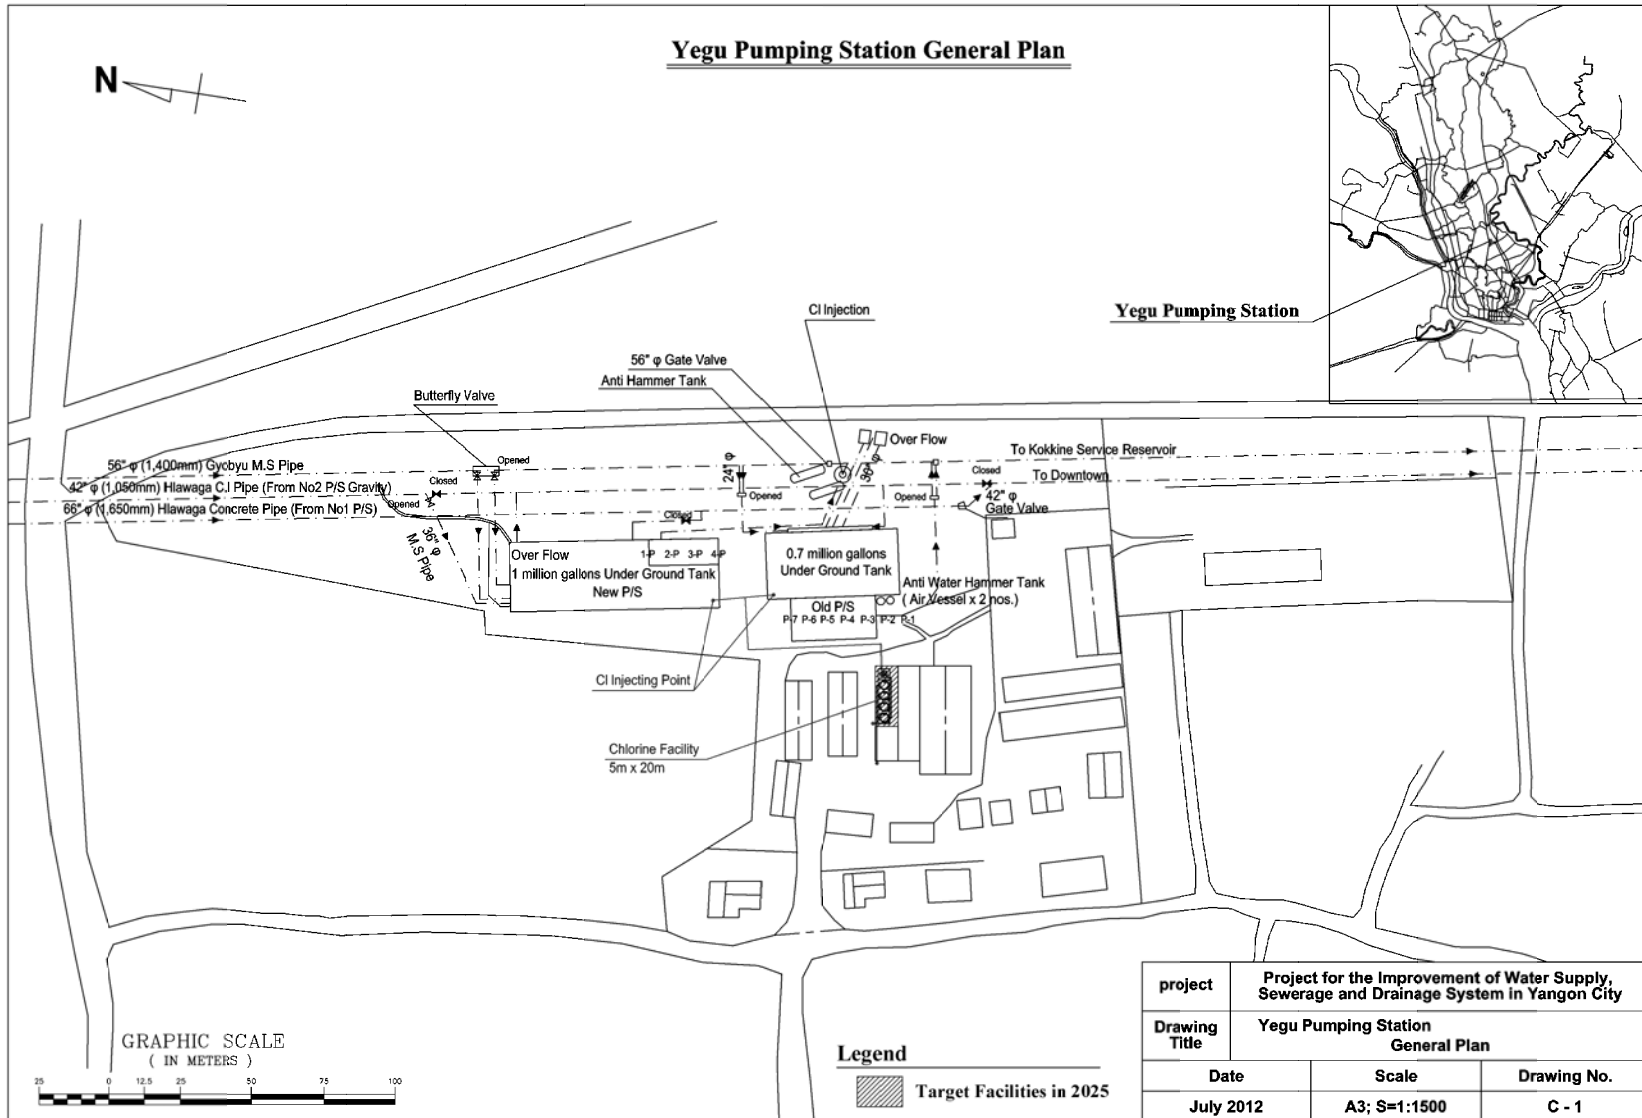 Yegu Pumping Station General Plan
N
Yegu Pumping Station
Cl Injection
56" φ Gate Valve
Anti Hammer Tank
Butterfly Valve
Over Flow
To Kokkine Service Reservoir
To Downtown
56" φ (1,400mm) Gyobyu M.S Pipe
Opened
Closed
42" φ (1,050mm) Hlawaga C.I Pipe (From No2 P/S Gravity)
Opened
66" φ (1,650mm) Hlawaga Concrete Pipe (From No1 P/S)
36" φ
M.S Pipe
24" φ
Opened
30" φ
Closed
Opened
Closed
42" φ
Gate Valve
Over Flow
1-P 2-P 3-P 4-P
1 million gallons Under Ground Tank
New P/S
0.7 million gallons
Under Ground Tank
Anti Water Hammer Tank
( Air Vessel x 2 nos.)
Old P/S
P-7 P-6 P-5 P-4 P-3 P-2 P-1
Cl Injecting Point
Chlorine Facility
5m x 20m
GRAPHIC SCALE
( IN METERS )
25 0 12.5 25 50 75 100
Legend
Target Facilities in 2025
project
Project for the Improvement of Water Supply,
Sewerage and Drainage System in Yangon City
Drawing
Title
Yegu Pumping Station
General Plan
Date Scale Drawing No.
July 2012 A3; S=1:1500 C - 1